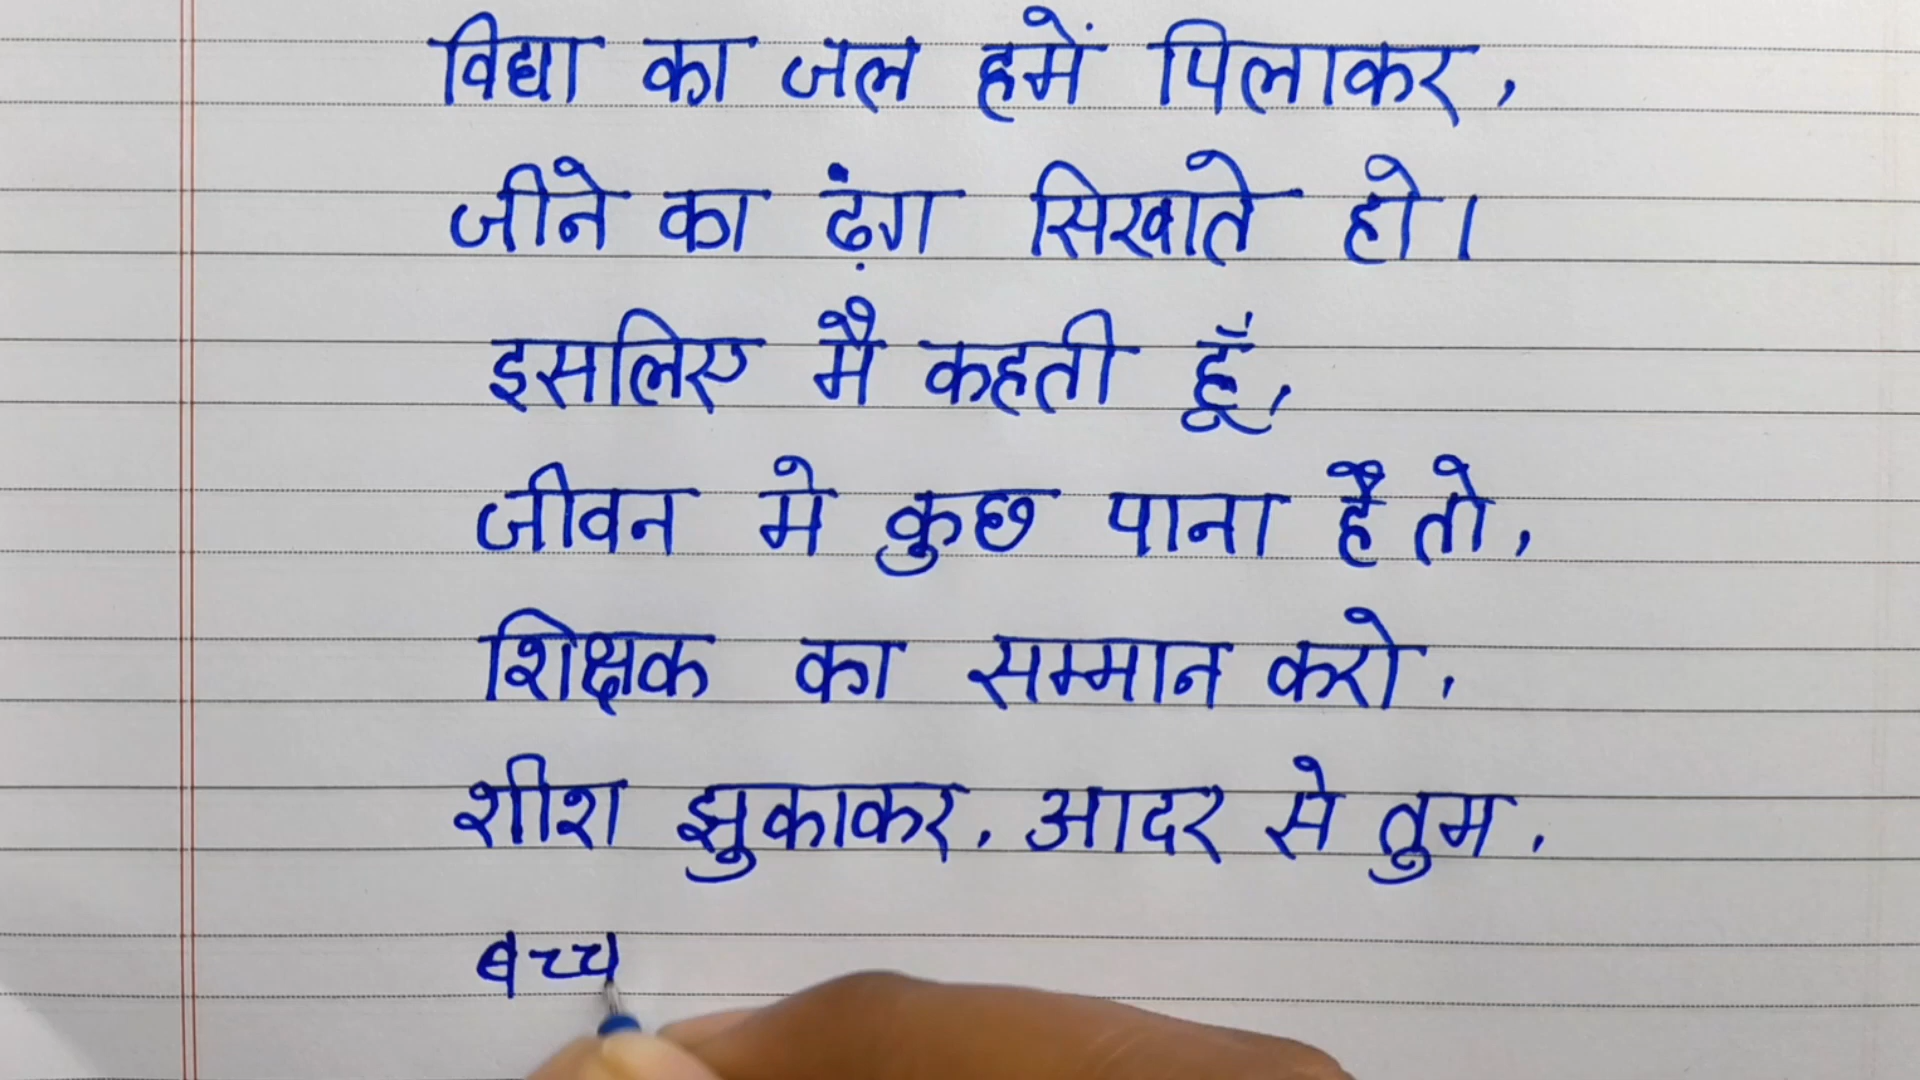 विद्या का जल हमें पिलाकर,
जीने का ढ़ंग सिखाते हो।
इसलिए मै कहती हूँ,
जीवन मे कुछ पाना है तो,
शिक्षक का सम्मान करो,
शीश झुकाकर, आदर से तुम,
बच्च